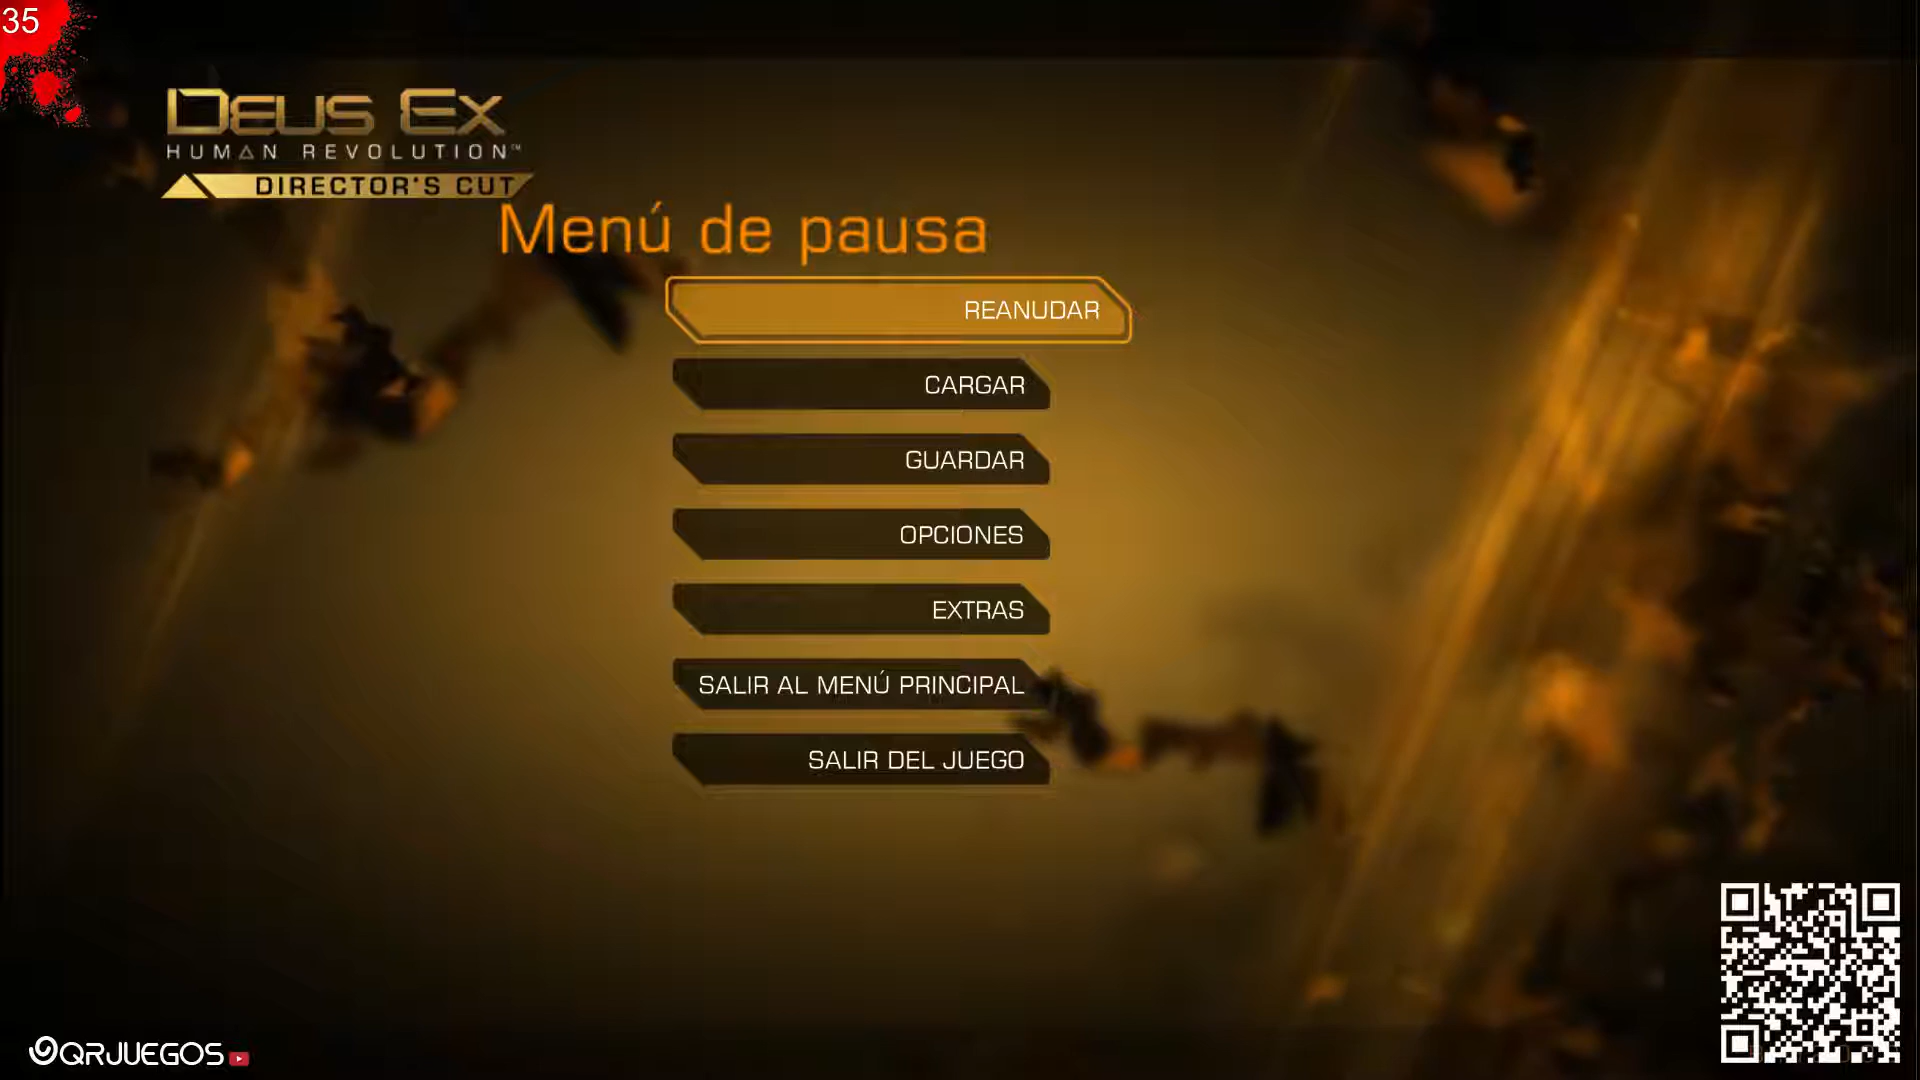 35
DEUS EX
HUMAN REVOLUTION™
DIRECTOR'S CUT
Menú de pausa
REANUDAR
CARGAR
GUARDAR
OPCIONES
EXTRAS
SALIR AL MENÚ PRINCIPAL
SALIR DEL JUEGO
QRJUEGOS